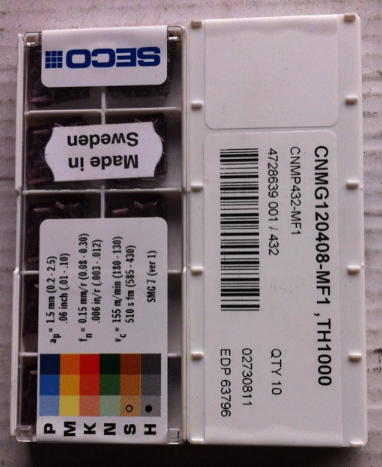 SECO
Made in
Sweden
ap = 1.5 mm (0.2 - 2.5)
.06 inch (.01 - .10)
fn = 0.15 mm/r (0.08 - 0.30)
.006 in/r (.003 - .012)
vc = 155 m/min (180 - 130)
510 s fm (585 - 430)
SMG 7 (ver 1)
P
M
K
N
S
H
CNMG120408-MF1 ,TH1000
CNMP432-MF1
4728639 001 / 432
QTY 10
02730811
EDP 63796